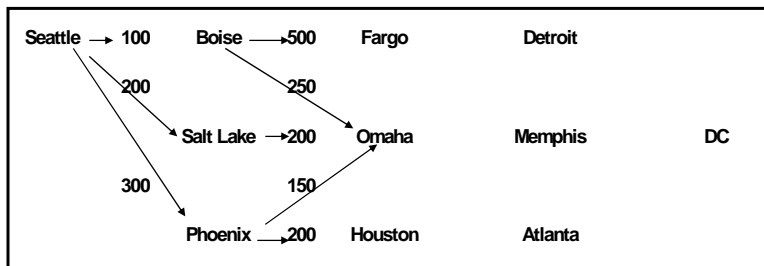 Seattle 100 Boise 500 Fargo Detroit
200 250
Salt Lake 200 Omaha Memphis DC
300 150
Phoenix 200 Houston Atlanta